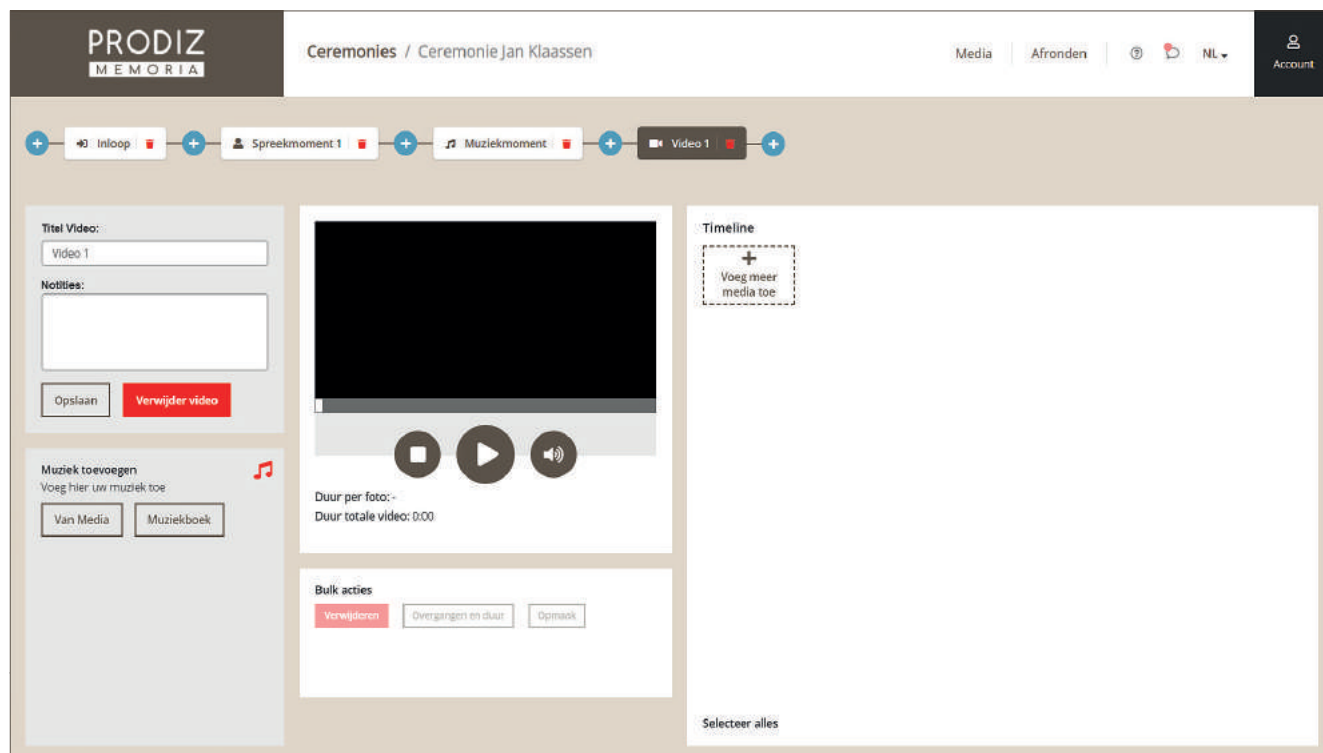 PRODIZ
MEMORIA
Ceremonies / Ceremonie Jan Klaassen
Media
Afronden
NL
Account
Inloop
Spreekmoment 1
Muziekmoment
Video 1
Titel Video:
Video 1
Notities:
Opslaan
Verwijder video
Muziek toevoegen
Voeg hier uw muziek toe
Van Media
Muziekboek
Duur per foto: -
Duur totale video: 0:00
Bulk acties
Verwijderen
Overgangen en duur
Opmaak
Timeline
Voeg meer
media toe
Selecteer alles